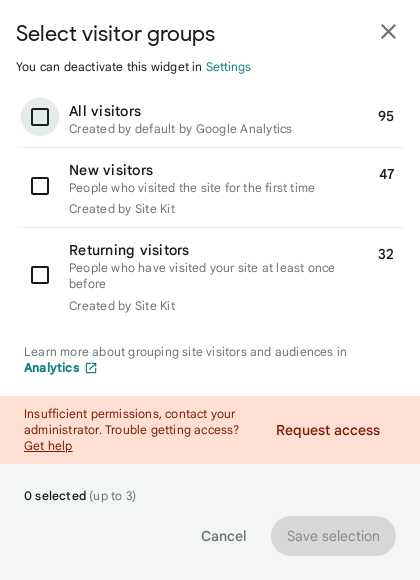 Select visitor groups
You can deactivate this widget in Settings
All visitors
95
Created by default by Google Analytics
New visitors
47
People who visited the site for the first time
Created by Site Kit
Returning visitors
32
People who have visited your site at least once
before
Created by Site Kit
Learn more about grouping site visitors and audiences in
Analytics
Insufficient permissions, contact your
administrator. Trouble getting access?
Get help
Request access
0 selected (up to 3)
Cancel
Save selection